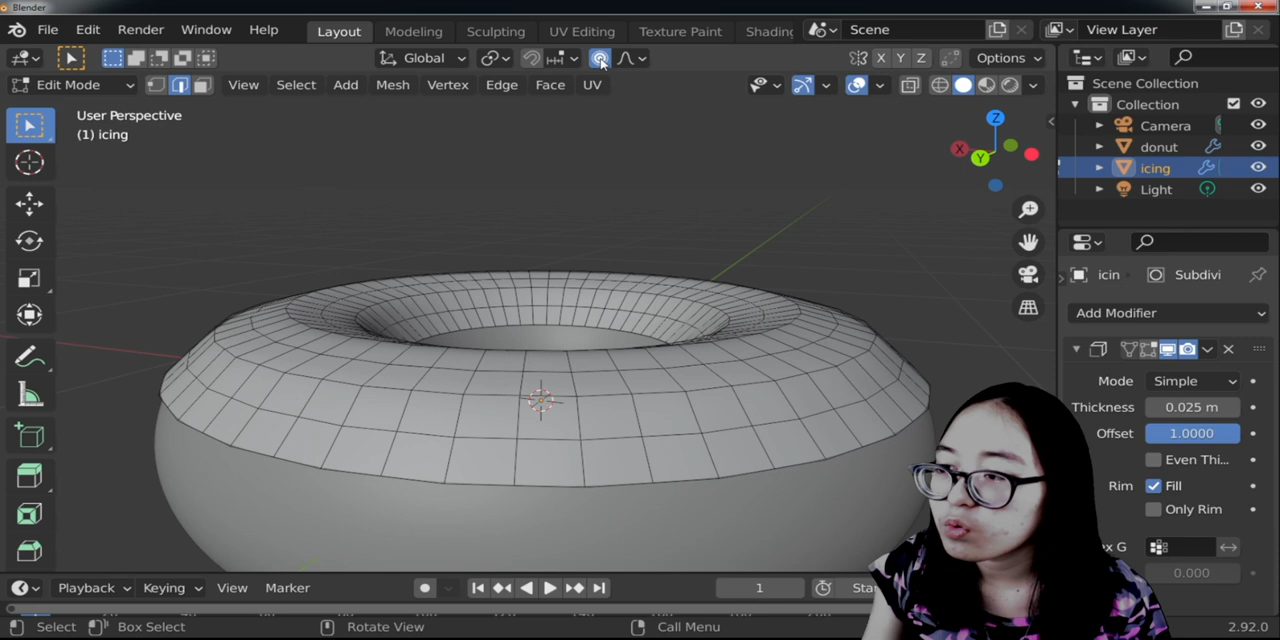 Blender
File Edit Render Window Help Layout Modeling Sculpting UV Editing Texture Paint Shading Scene View Layer
Global X Y Z Options
Edit Mode View Select Add Mesh Vertex Edge Face UV
User Perspective
(1) icing
Z
X
Y
Scene Collection
Collection
Camera
donut
icing
Light
icin Subdivi
Add Modifier
Mode Simple
Thickness 0.025 m
Offset 1.0000
Even Thi...
Rim Fill
Only Rim
ex G
0.000
Playback Keying View Marker 1 Sta
Select Box Select Rotate View Call Menu 2.92.0